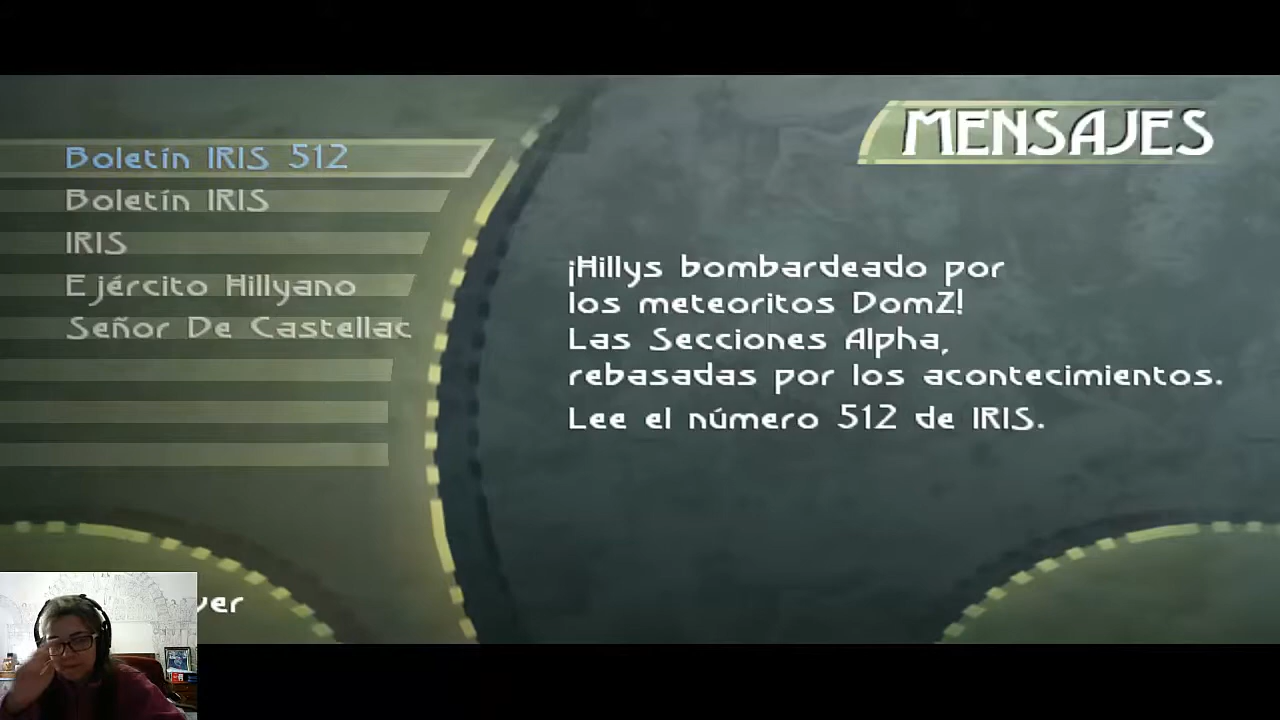 MENSAJES
Boletín IRIS 512
Boletín IRIS
IRIS
Ejército Hillyano
Señor De Castellac
¡Hillys bombardeado por
los meteoritos DomZ!
Las Secciones Alpha,
rebasadas por los acontecimientos.
Lee el número 512 de IRIS.